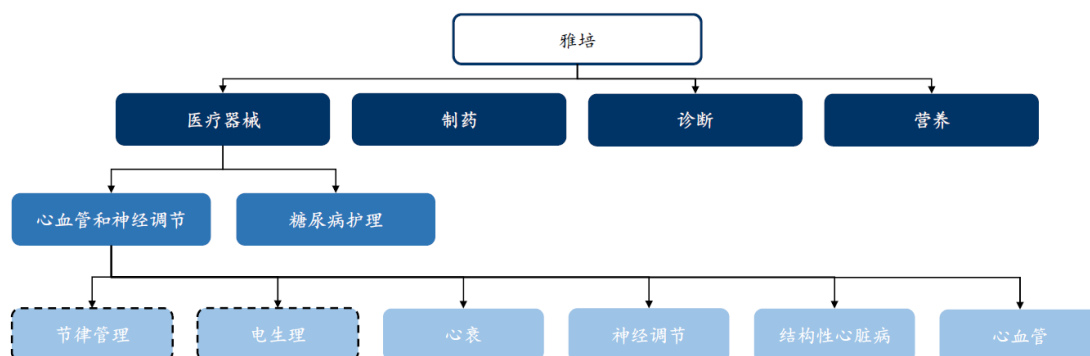 雅培
医疗器械
制药
诊断
营养
心血管和神经调节
糖尿病护理
节律管理
电生理
心衰
神经调节
结构性心脏病
心血管